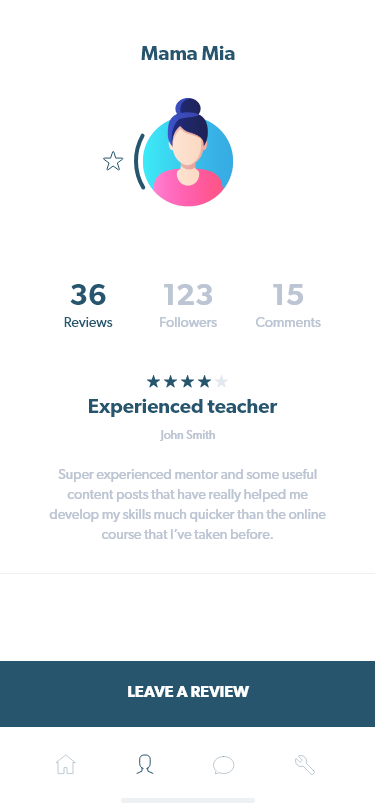 Mama Mia
36 123 15
Reviews Followers Comments
Experienced teacher
John Smith
Super experienced mentor and some useful
content posts that have really helped me
develop my skills much quicker than the online
course that I´ve taken before.
LEAVE A REVIEW